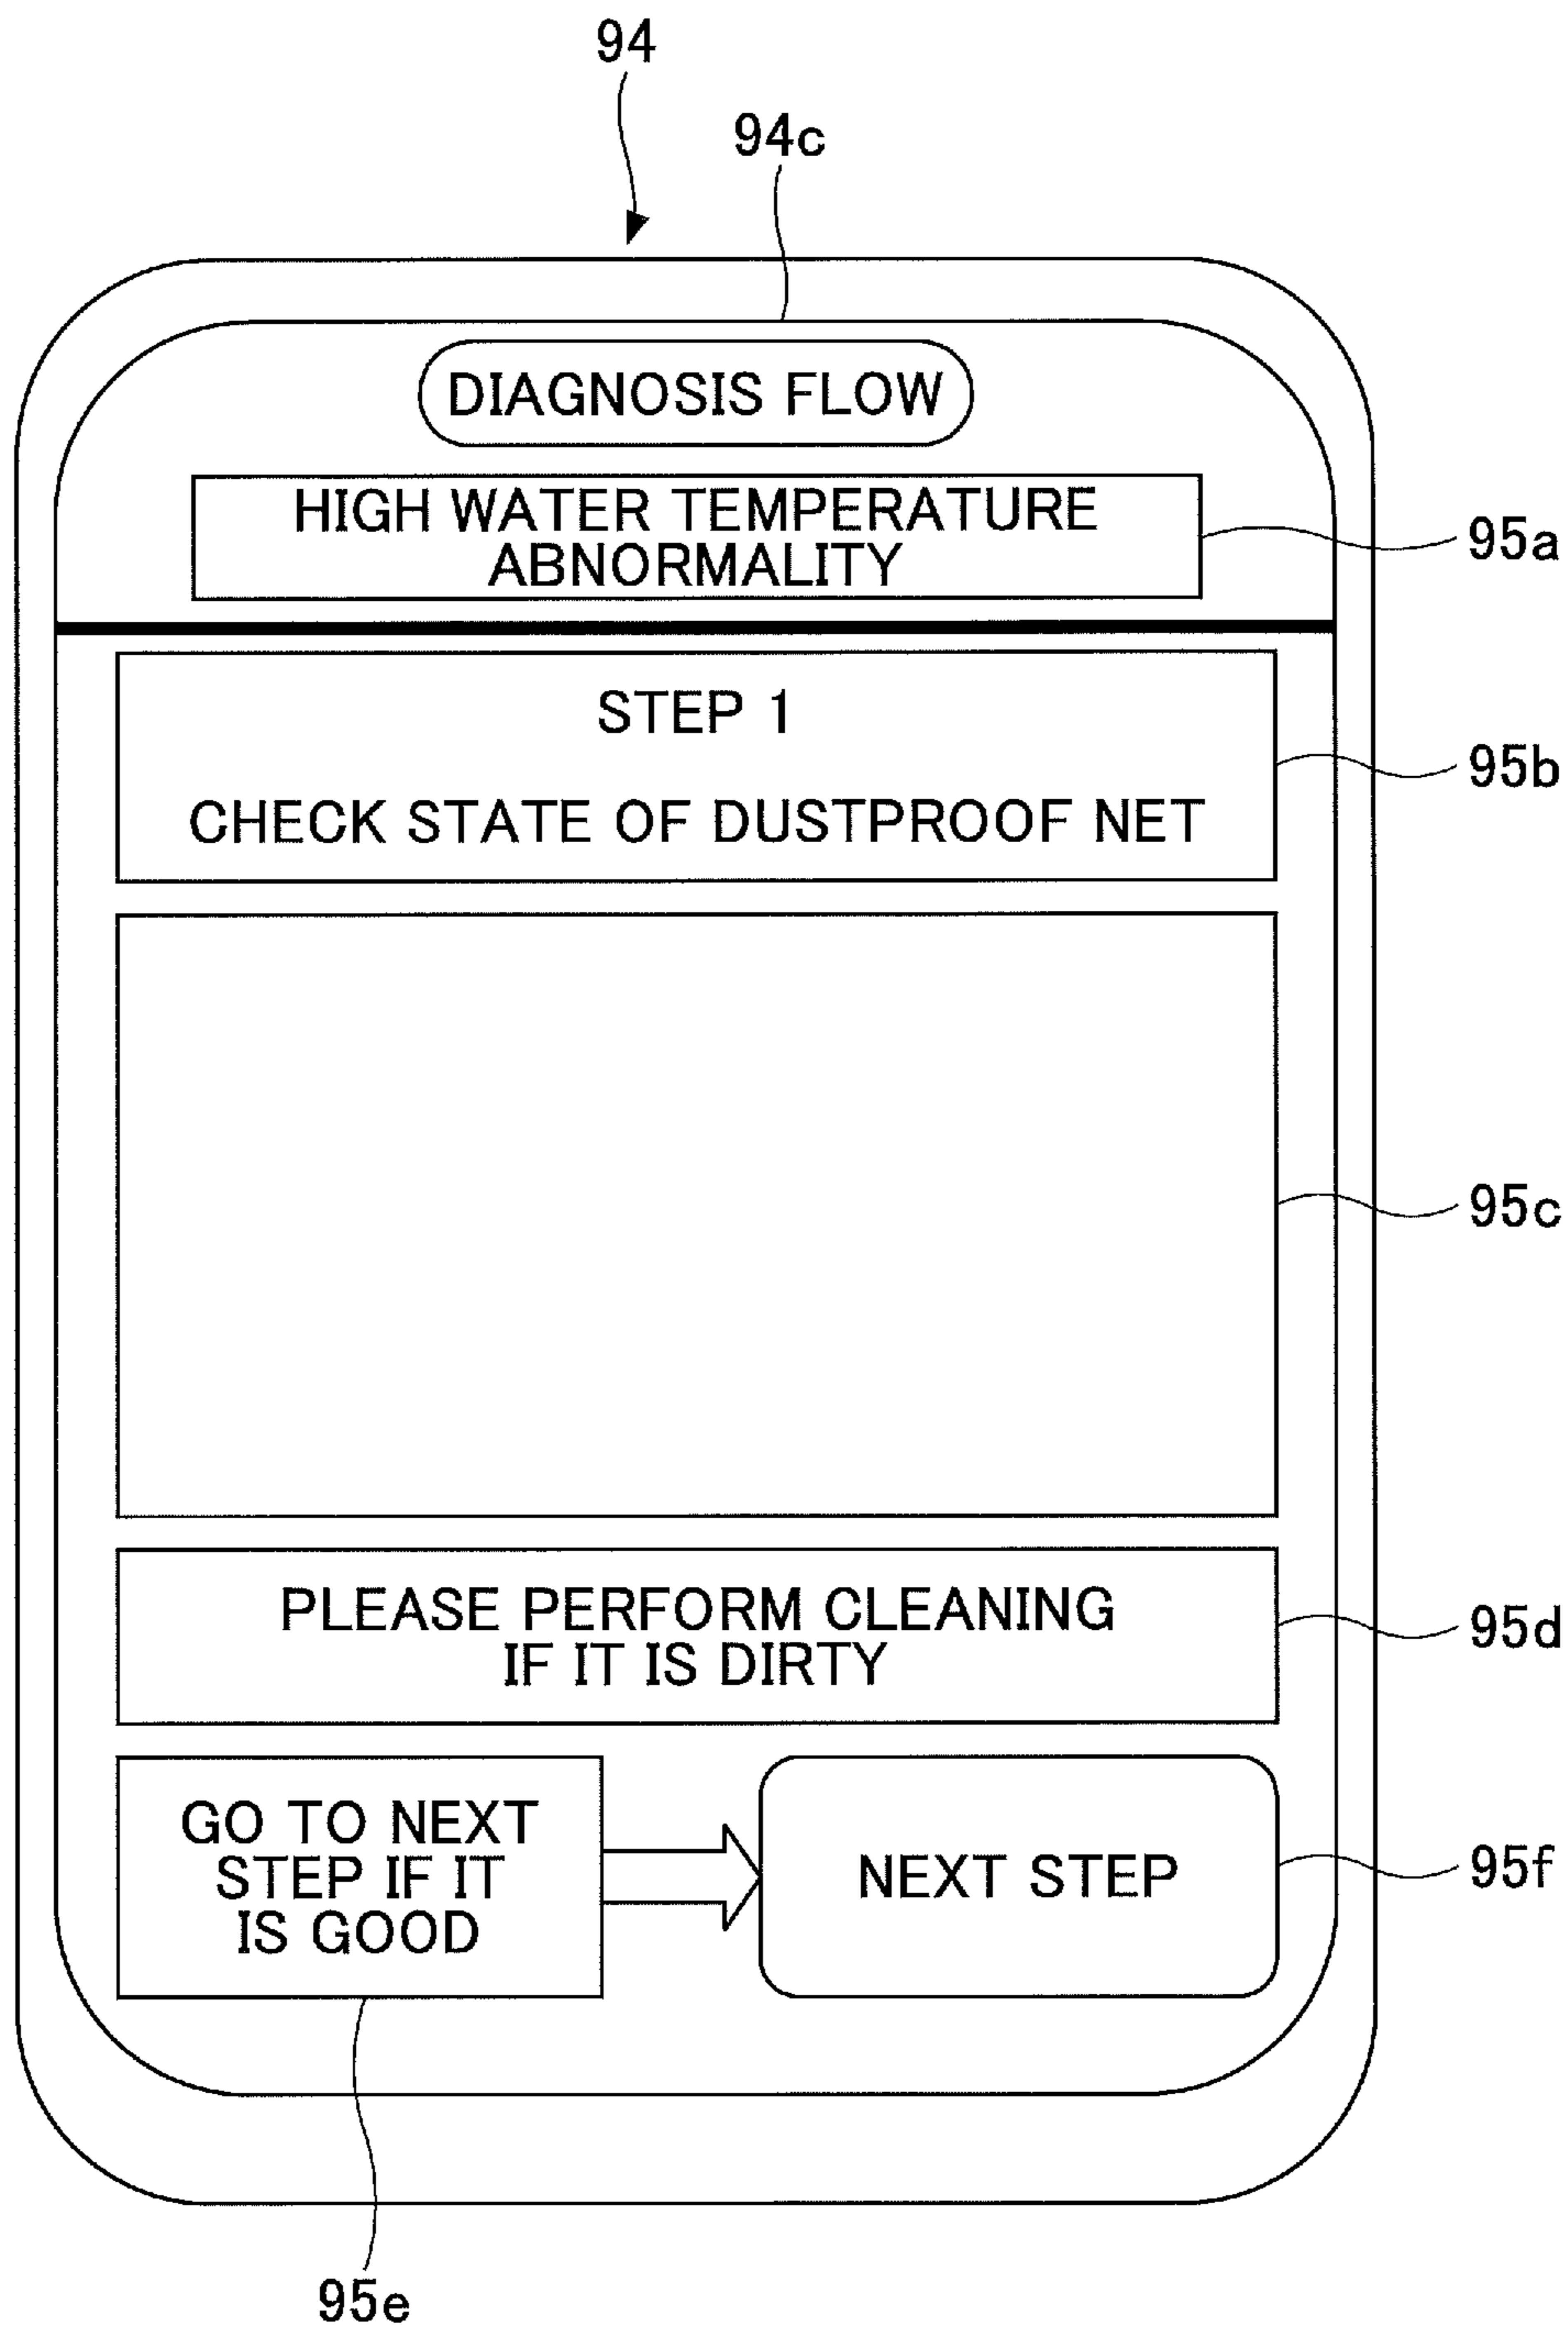 94
94c
DIAGNOSIS FLOW
HIGH WATER TEMPERATURE
ABNORMALITY
95a
STEP 1
CHECK STATE OF DUSTPROOF NET
95b
95c
PLEASE PERFORM CLEANING
IF IT IS DIRTY
95d
GO TO NEXT
STEP IF IT
IS GOOD
NEXT STEP
95f
95e